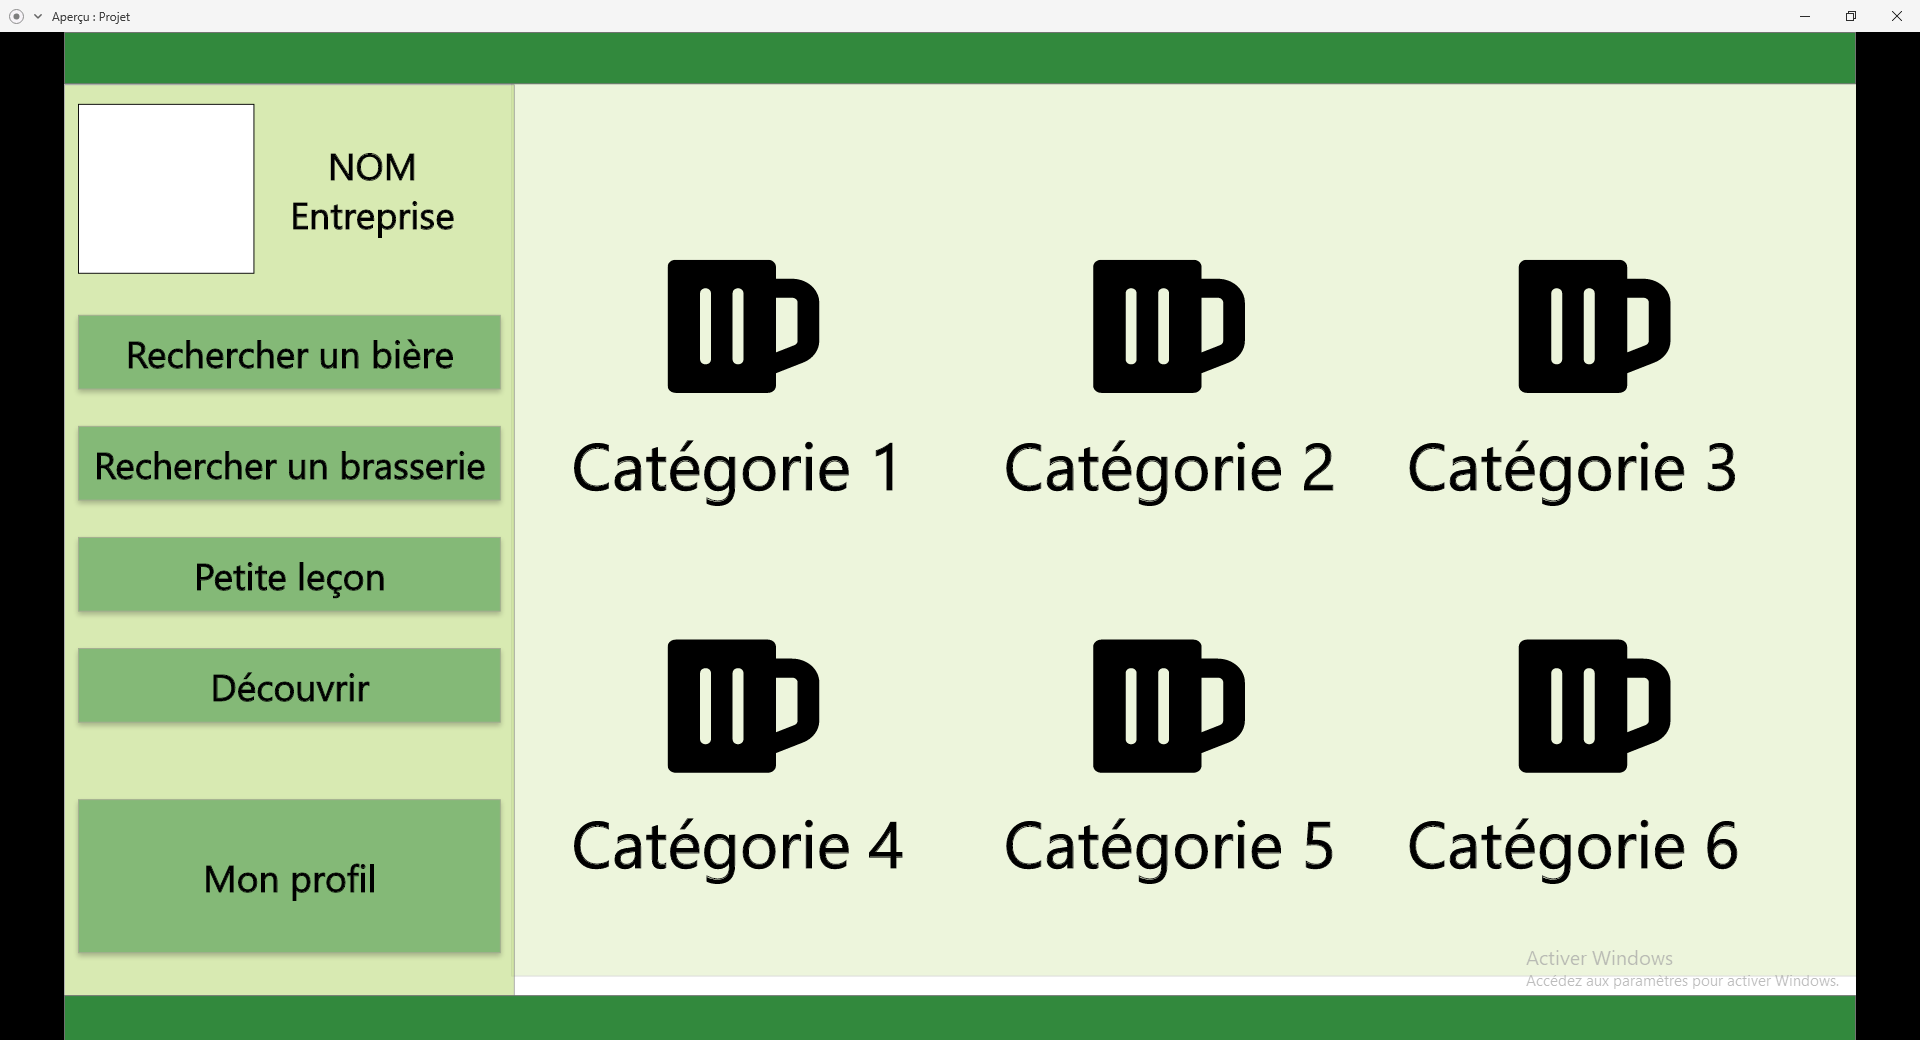 Aperçu : Projet
NOM
Entreprise
Rechercher un bière
Rechercher un brasserie
Petite leçon
Découvrir
Mon profil
Catégorie 1
Catégorie 2
Catégorie 3
Catégorie 4
Catégorie 5
Catégorie 6
Activer Windows
Accédez aux paramètres pour activer Windows.